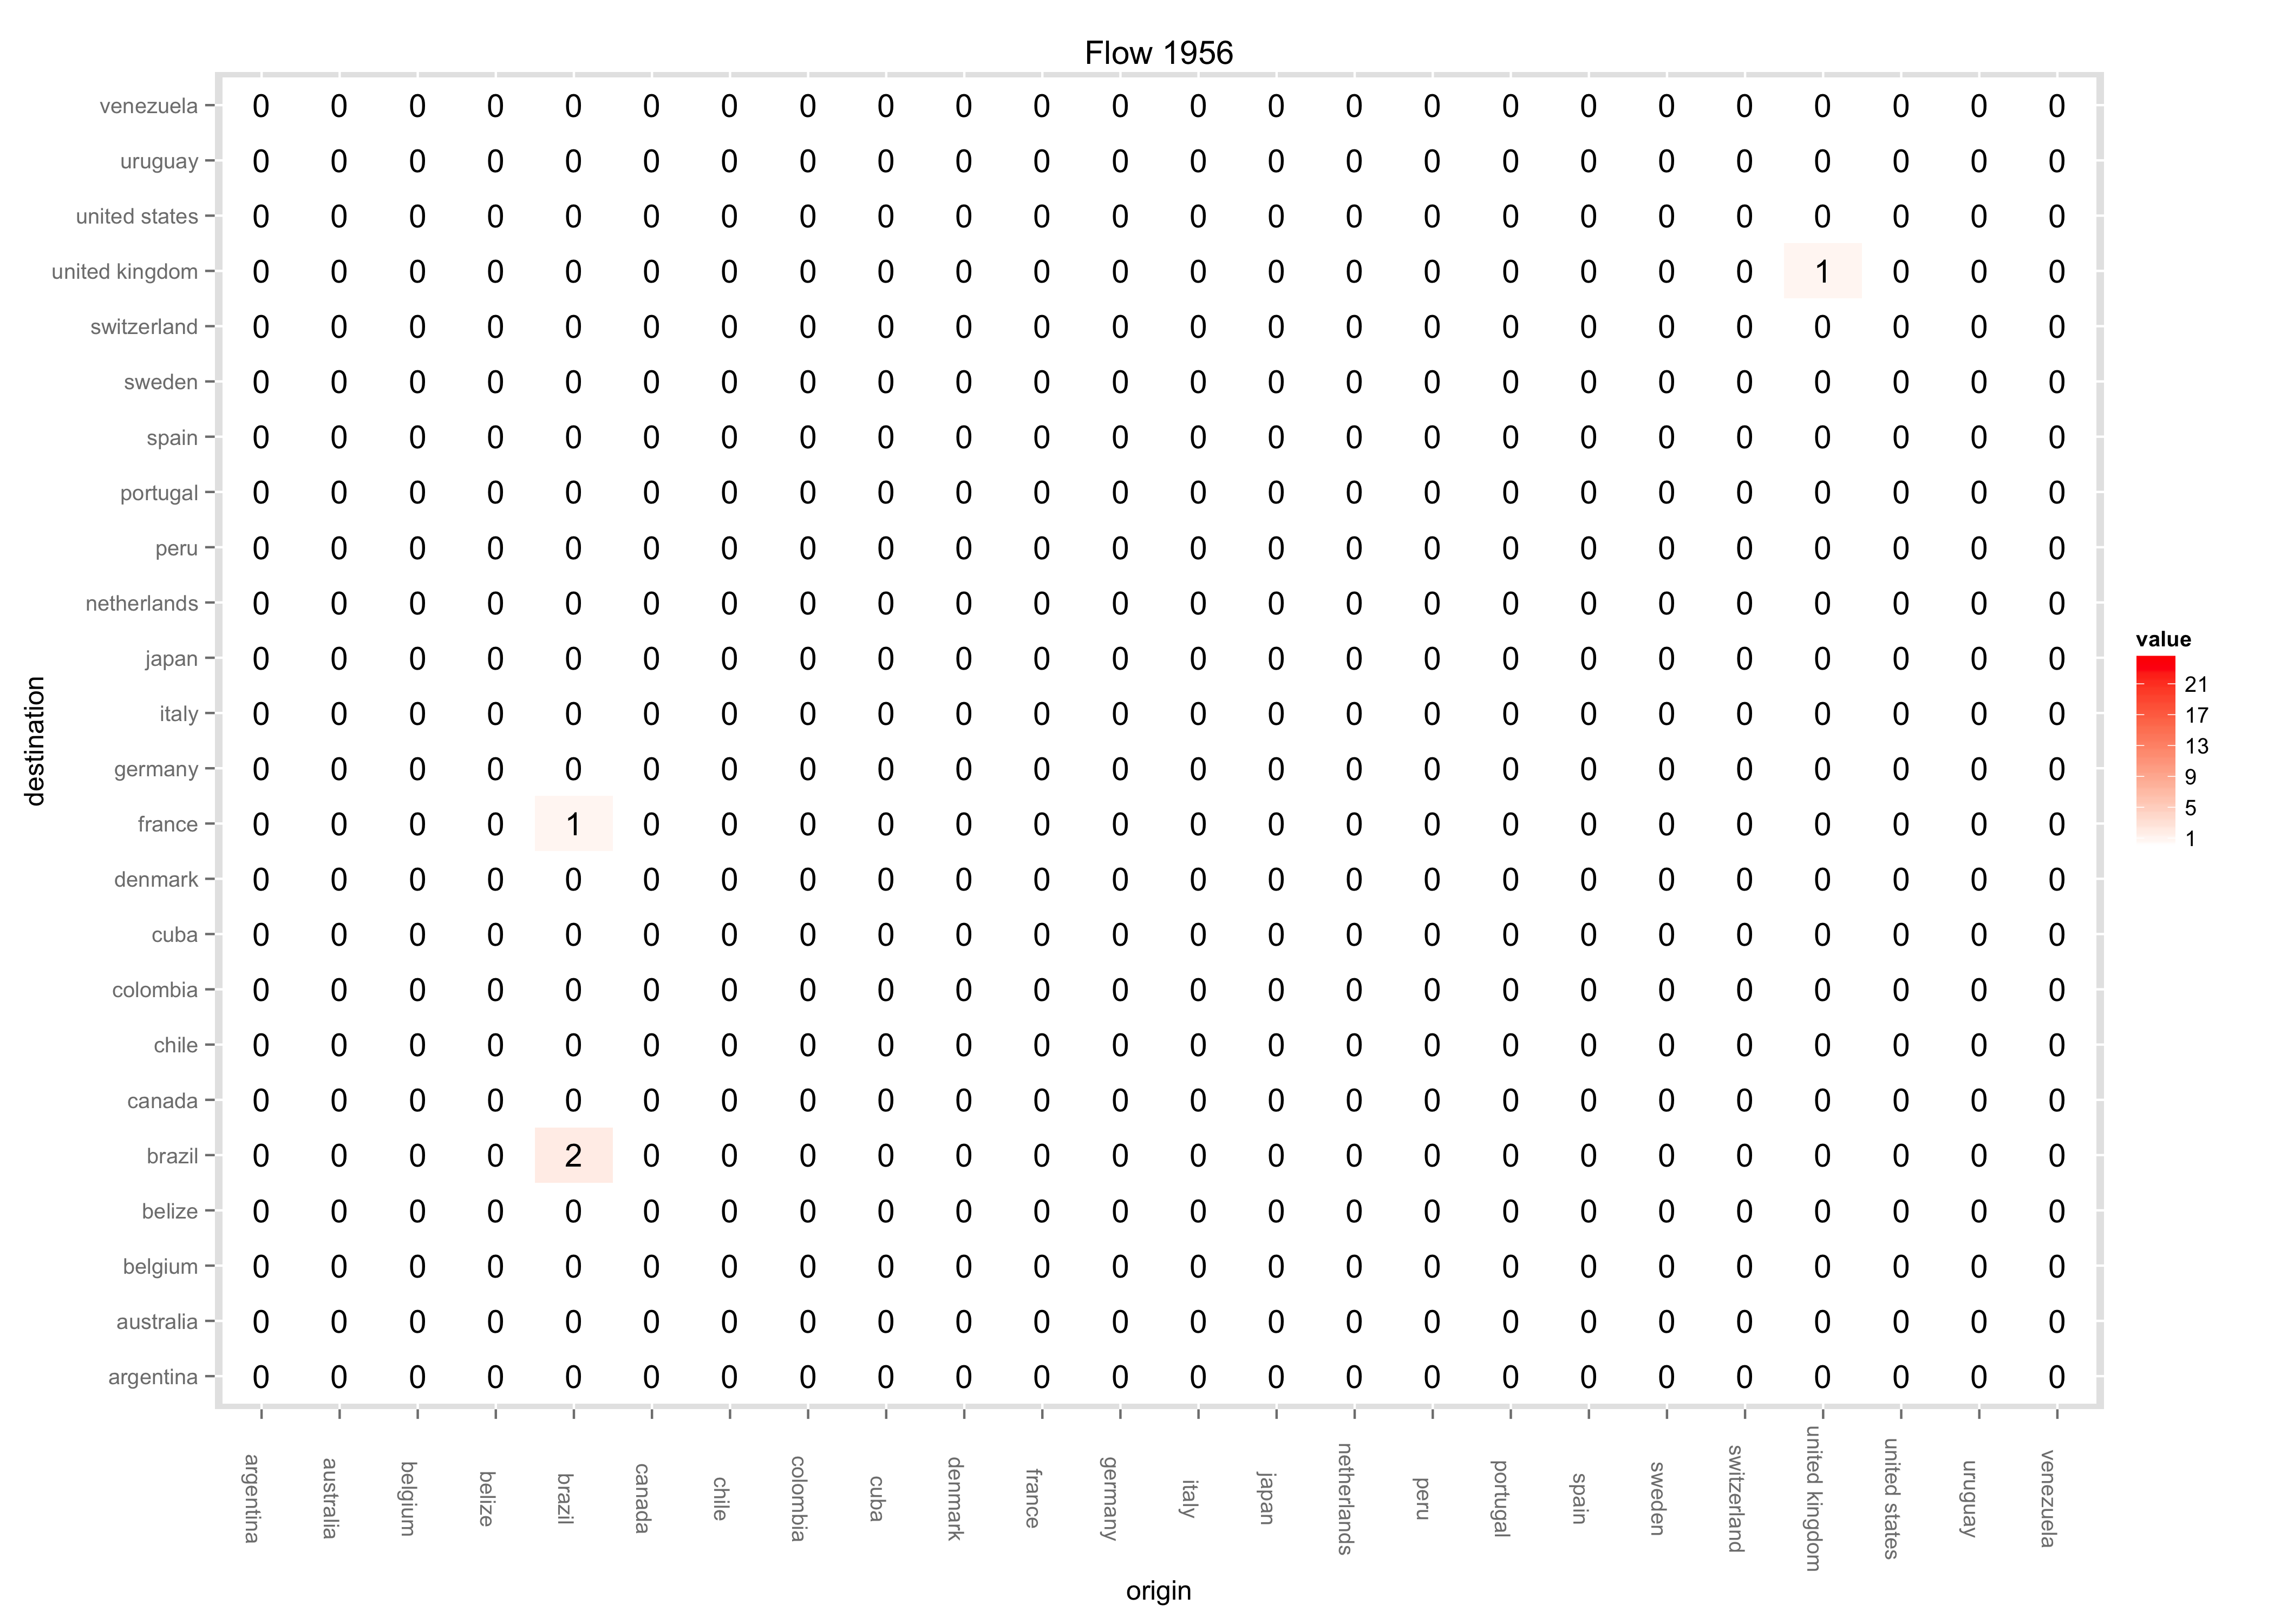 Flow 1956
venezuela 0 0 0 0 0 0 0 0 0 0 0 0 0 0 0 0 0 0 0 0 0 0 0 0
uruguay 0 0 0 0 0 0 0 0 0 0 0 0 0 0 0 0 0 0 0 0 0 0 0 0
united states 0 0 0 0 0 0 0 0 0 0 0 0 0 0 0 0 0 0 0 0 0 0 0 0
united kingdom 0 0 0 0 0 0 0 0 0 0 0 0 0 0 0 0 0 0 0 0 1 0 0 0
switzerland 0 0 0 0 0 0 0 0 0 0 0 0 0 0 0 0 0 0 0 0 0 0 0 0
sweden 0 0 0 0 0 0 0 0 0 0 0 0 0 0 0 0 0 0 0 0 0 0 0 0
spain 0 0 0 0 0 0 0 0 0 0 0 0 0 0 0 0 0 0 0 0 0 0 0 0
portugal 0 0 0 0 0 0 0 0 0 0 0 0 0 0 0 0 0 0 0 0 0 0 0 0
peru 0 0 0 0 0 0 0 0 0 0 0 0 0 0 0 0 0 0 0 0 0 0 0 0
netherlands 0 0 0 0 0 0 0 0 0 0 0 0 0 0 0 0 0 0 0 0 0 0 0 0
japan 0 0 0 0 0 0 0 0 0 0 0 0 0 0 0 0 0 0 0 0 0 0 0 0
italy 0 0 0 0 0 0 0 0 0 0 0 0 0 0 0 0 0 0 0 0 0 0 0 0
germany 0 0 0 0 0 0 0 0 0 0 0 0 0 0 0 0 0 0 0 0 0 0 0 0
france 0 0 0 0 1 0 0 0 0 0 0 0 0 0 0 0 0 0 0 0 0 0 0 0
denmark 0 0 0 0 0 0 0 0 0 0 0 0 0 0 0 0 0 0 0 0 0 0 0 0
cuba 0 0 0 0 0 0 0 0 0 0 0 0 0 0 0 0 0 0 0 0 0 0 0 0
colombia 0 0 0 0 0 0 0 0 0 0 0 0 0 0 0 0 0 0 0 0 0 0 0 0
chile 0 0 0 0 0 0 0 0 0 0 0 0 0 0 0 0 0 0 0 0 0 0 0 0
canada 0 0 0 0 0 0 0 0 0 0 0 0 0 0 0 0 0 0 0 0 0 0 0 0
brazil 0 0 0 0 2 0 0 0 0 0 0 0 0 0 0 0 0 0 0 0 0 0 0 0
belize 0 0 0 0 0 0 0 0 0 0 0 0 0 0 0 0 0 0 0 0 0 0 0 0
belgium 0 0 0 0 0 0 0 0 0 0 0 0 0 0 0 0 0 0 0 0 0 0 0 0
australia 0 0 0 0 0 0 0 0 0 0 0 0 0 0 0 0 0 0 0 0 0 0 0 0
argentina 0 0 0 0 0 0 0 0 0 0 0 0 0 0 0 0 0 0 0 0 0 0 0 0
destination
argentina
australia
belgium
belize
brazil
canada
chile
colombia
cuba
denmark
france
germany
italy
japan
netherlands
peru
portugal
spain
sweden
switzerland
united kingdom
united states
uruguay
venezuela
origin
value
21
17
13
9
5
1